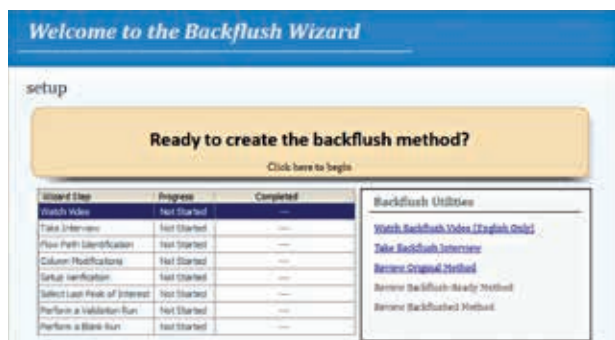 Welcome to the Backflush Wizard
setup
Ready to create the backflush method?
Click here to begin
Wizard Step Progress Completed
Watch Video Not Started ---
Take Interview Not Started ---
Flow Path Identification Not Started ---
Column Modifications Not Started ---
Setup Verification Not Started ---
Select Last Peak of Interest Not Started ---
Perform a Validation Run Not Started ---
Perform a Blank Run Not Started ---
Backflush Utilities
Watch Backflush Video (English Only)
Take Backflush Interview
Review Original Method
Review Backflush-Ready Method
Review Backflushed Method